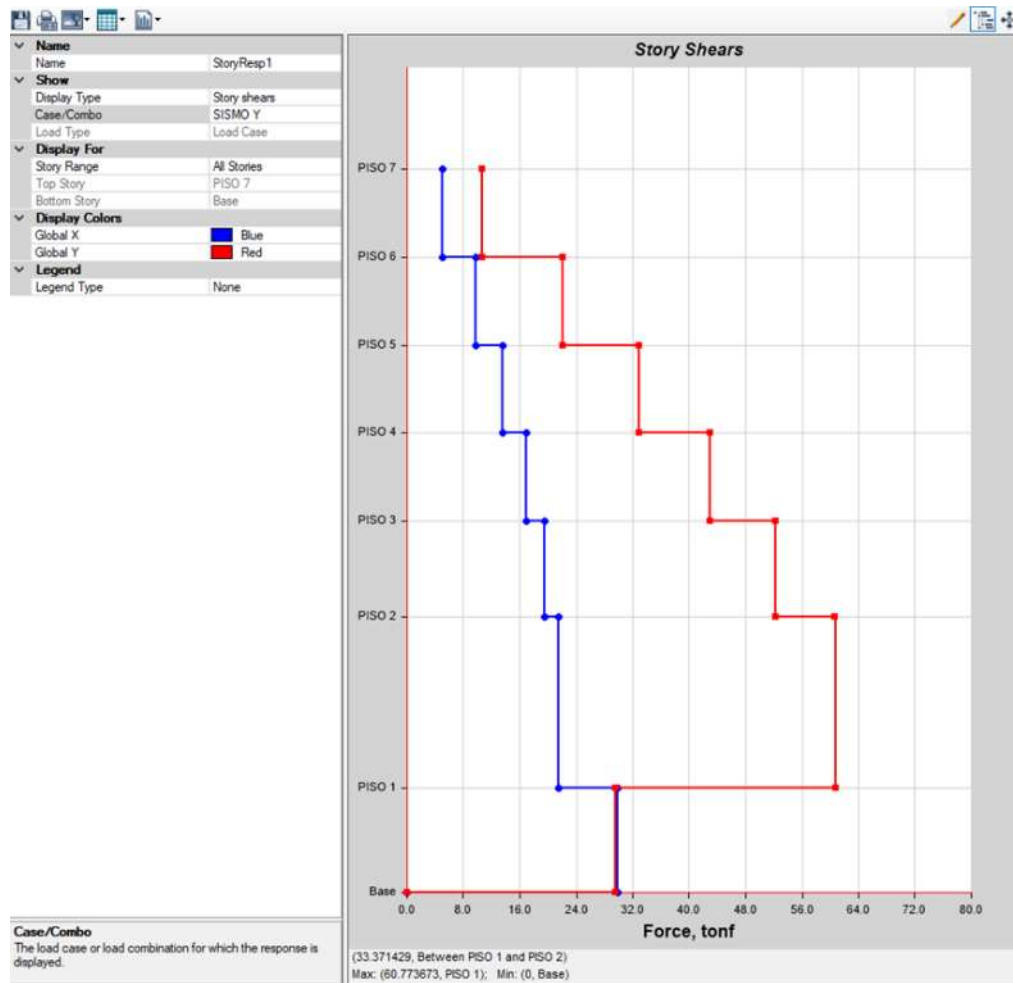 Name
Name StoryResp1
Show
Display Type Story shears
Case/Combo SISMO Y
Load Type Load Case
Display For
Story Range All Stories
Top Story PISO 7
Bottom Story Base
Display Colors
Global X Blue
Global Y Red
Legend
Legend Type None
Case/Combo
The load case or load combination for which the response is
displayed.
Story Shears
PISO 7
PISO 6
PISO 5
PISO 4
PISO 3
PISO 2
PISO 1
Base
0.0 8.0 16.0 24.0 32.0 40.0 48.0 56.0 64.0 72.0 80.0
Force, tonf
(33.371429, Between PISO 1 and PISO 2)
Max: (60.773673, PISO 1); Min: (0, Base)